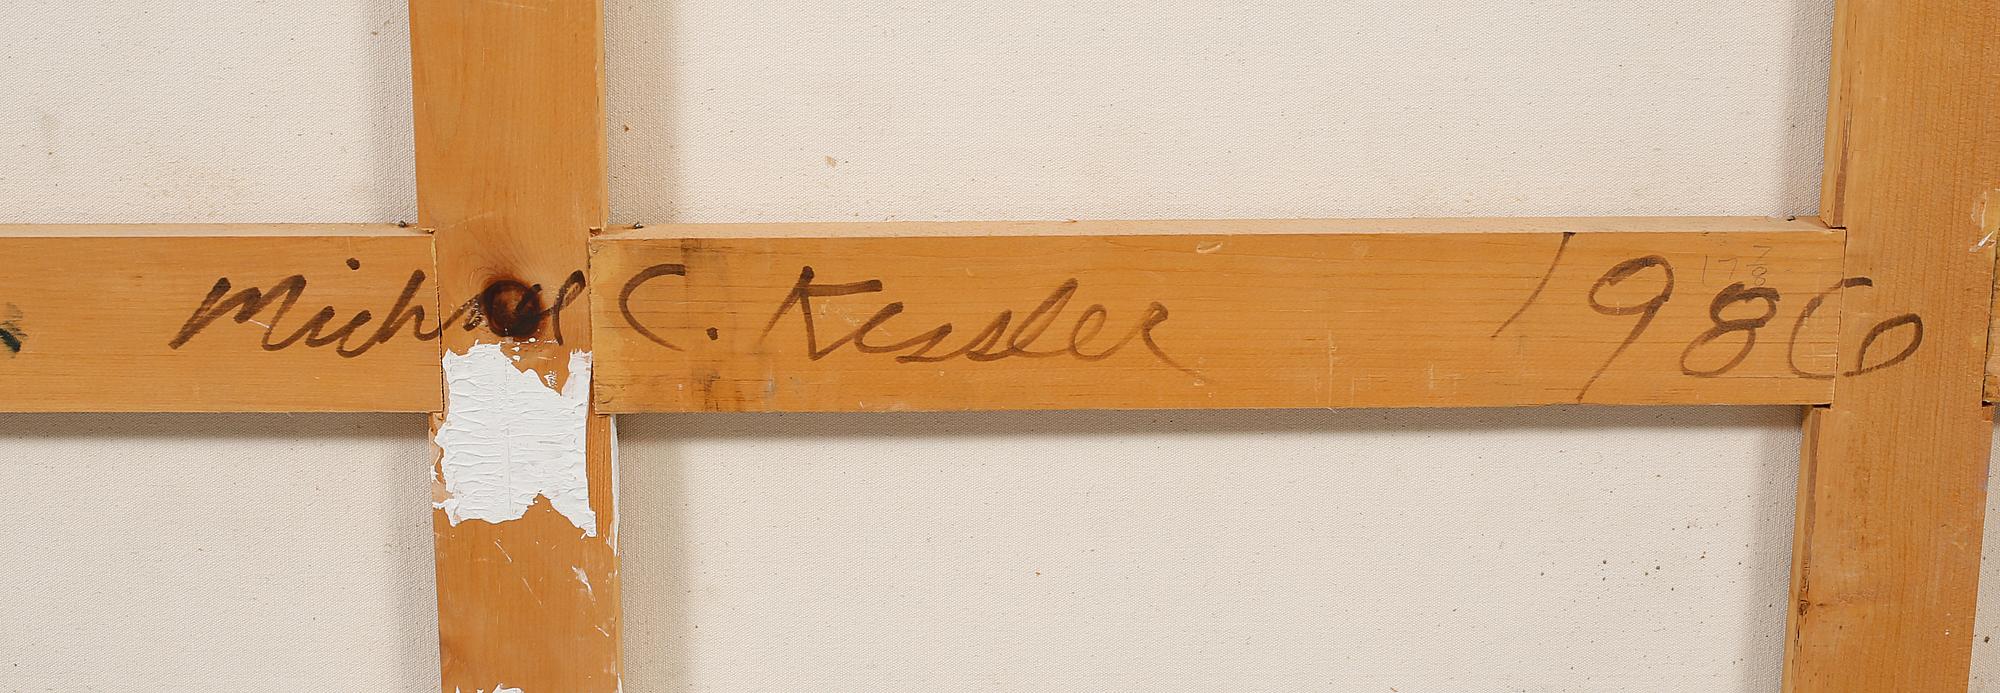 Michael C. Kessler 1986